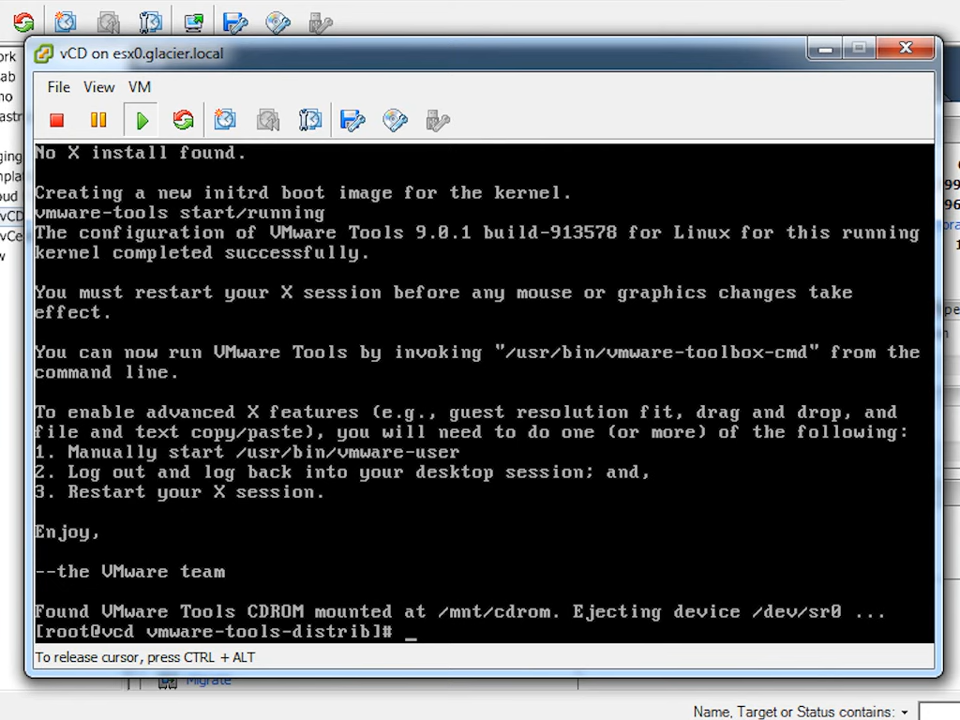 vCD on esx0.glacier.local
File View VM
No X install found.
Creating a new initrd boot image for the kernel.
vmware-tools start/running
The configuration of VMware Tools 9.0.1 build-913578 for Linux for this running
kernel completed successfully.
You must restart your X session before any mouse or graphics changes take
effect.
You can now run VMware Tools by invoking "/usr/bin/vmware-toolbox-cmd" from the
command line.
To enable advanced X features (e.g., guest resolution fit, drag and drop, and
file and text copy/paste), you will need to do one (or more) of the following:
1. Manually start /usr/bin/vmware-user
2. Log out and log back into your desktop session; and,
3. Restart your X session.
Enjoy,
--the VMware team
Found VMware Tools CDROM mounted at /mnt/cdrom. Ejecting device /dev/sr0 ...
[root@vcd vmware-tools-distrib]# _
To release cursor, press CTRL + ALT
Migrate
Name, Target or Status contains: